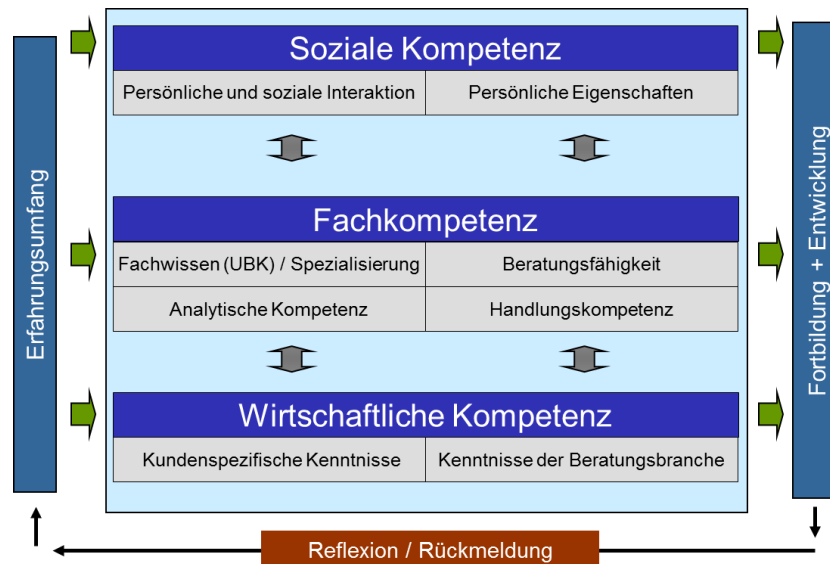 Erfahrungsumfang
Soziale Kompetenz
Persönliche und soziale Interaktion
Persönliche Eigenschaften
Fachkompetenz
Fachwissen (UBK) / Spezialisierung
Beratungsfähigkeit
Analytische Kompetenz
Handlungskompetenz
Wirtschaftliche Kompetenz
Kundenspezifische Kenntnisse
Kenntnisse der Beratungsbranche
Fortbildung + Entwicklung
Reflexion / Rückmeldung